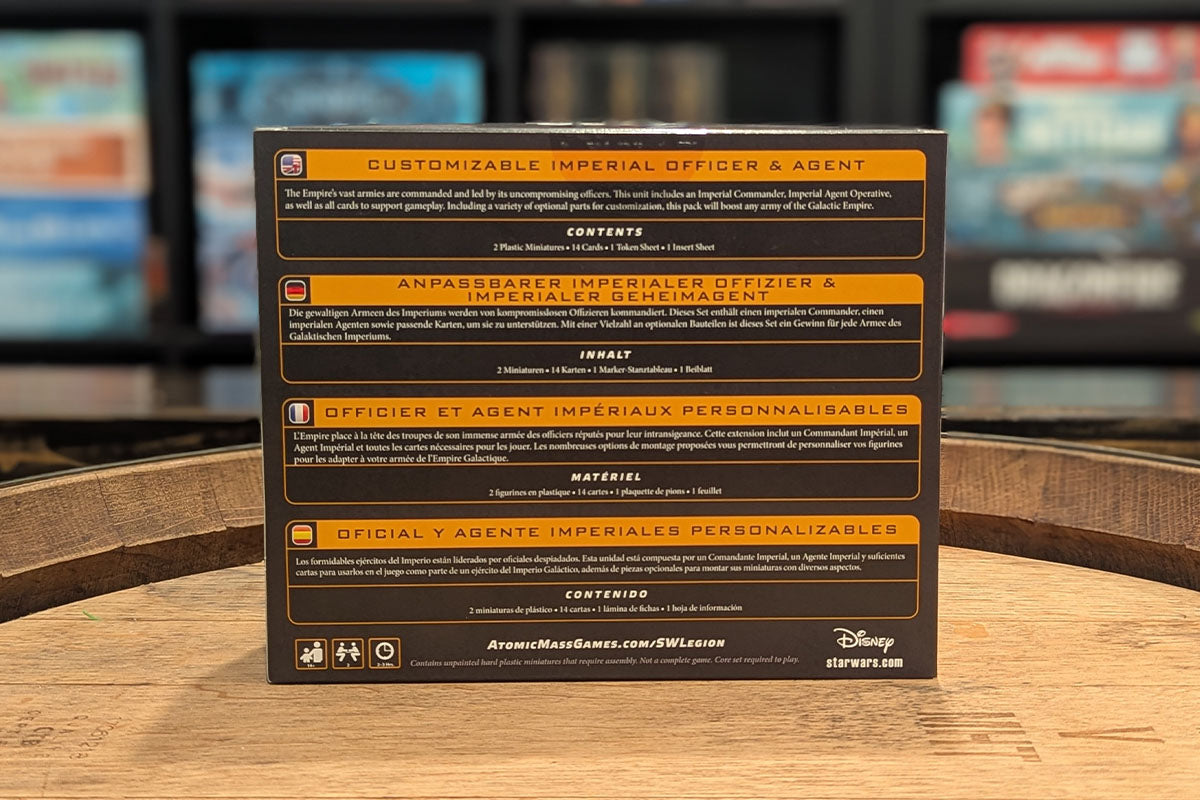 CUSTOMIZABLE IMPERIAL OFFICER & AGENT
The Empire's vast armies are commanded and led by its uncompromising officers. This unit includes an Imperial Commander, Imperial Agent Operative,
as well as all cards to support gameplay. Including a variety of optional parts for customization, this pack will boost any army of the Galactic Empire.
CONTENTS
2 Plastic Miniatures • 14 Cards • 1 Token Sheet • 1 Insert Sheet
ANPASSBARER IMPERIALER OFFIZIER &
IMPERIALER GEHEIMAGENT
Die gewaltigen Armeen des Imperiums werden von kompromisslosen Offizieren kommandiert. Dieses Set enthält einen imperialen Commander, einen
imperialen Agenten sowie passende Karten, um sie zu unterstützen. Mit einer Vielzahl an optionalen Bauteilen ist dieses Set ein Gewinn für jede Armee des
Galaktischen Imperiums.
INHALT
2 Miniaturen • 14 Karten • 1 Marker-Stanztableau • 1 Beiblatt
OFFICIER ET AGENT IMPÉRIAUX PERSONNALISABLES
L'Empire place à la tête des troupes de son immense armée des officiers réputés pour leur intransigeance. Cette extension inclut un Commandant Impérial, un
Agent Impérial et toutes les cartes nécessaires pour les jouer. Les nombreuses options de montage proposées vous permettront de personnaliser vos figurines
pour les adapter à votre armée de l'Empire Galactique.
MATÉRIEL
2 figurines en plastique • 14 cartes • 1 plaquette de pions • 1 feuillet
OFICIAL Y AGENTE IMPERIALES PERSONALIZABLES
Los formidables ejércitos del Imperio están liderados por oficiales despiadados. Esta unidad está compuesta por un Comandante Imperial, un Agente Imperial y suficientes
cartas para usarlos en el juego como parte de un ejército del Imperio Galáctico, además de piezas opcionales para montar sus miniaturas con diversos aspectos.
CONTENIDO
2 miniaturas de plástico • 14 cartas • 1 lámina de fichas • 1 hoja de información
14+
2
2-3 Hrs.
ATOMICMASSGAMES.COM/SWLEGION
Contains unpainted hard plastic miniatures that require assembly. Not a complete game. Core set required to play.
Disney
starwars.com